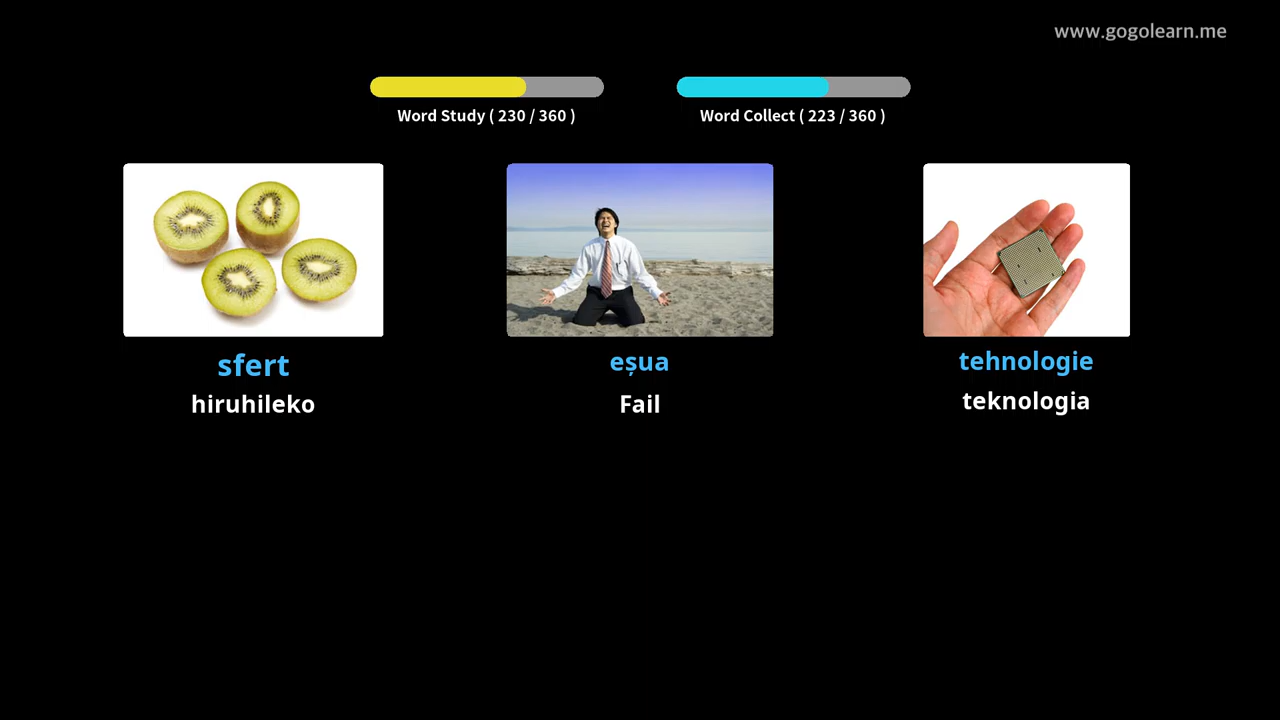 www.gogolearn.me
Word Study ( 230 / 360 )
Word Collect ( 223 / 360 )
sfert
hiruhileko
eșua
Fail
tehnologie
teknologia